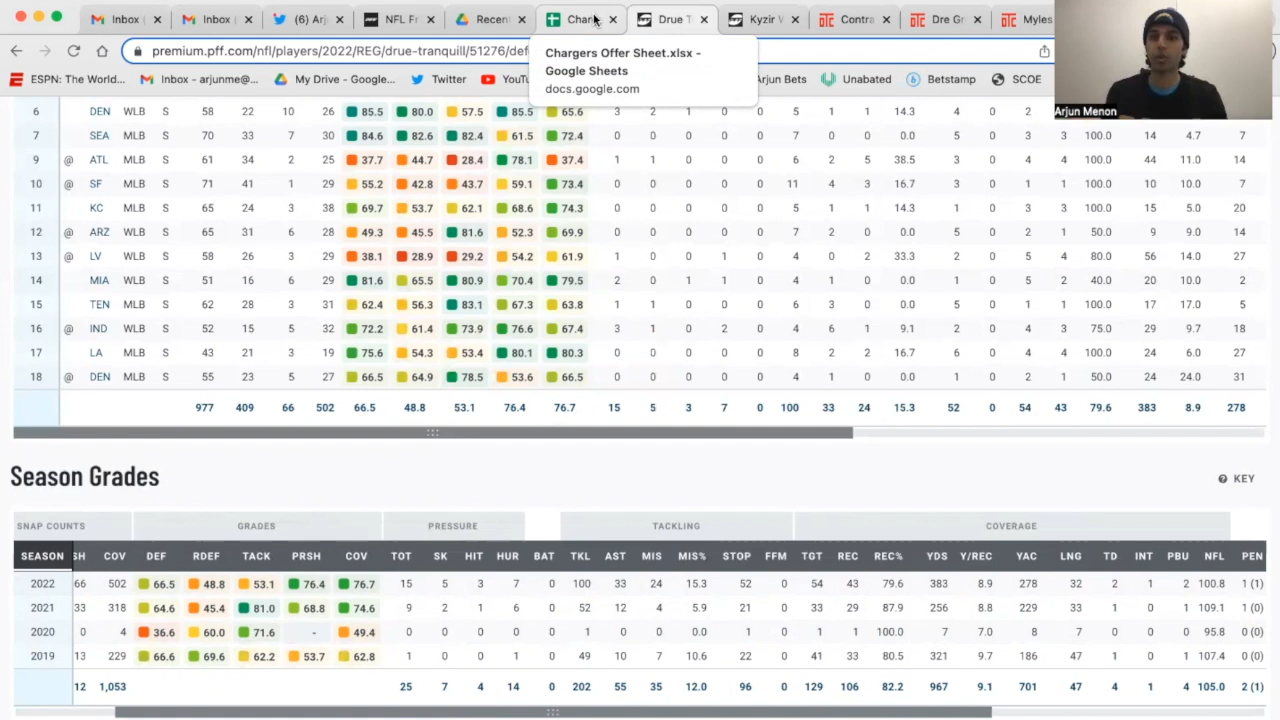 Inbox ( Inbox ( (6) Arj NFL Fr Recen Char Drue T Kyzir W Contra Dre Gr Myles
premium.pff.com/nfl/players/2022/REG/drue-tranquill/51276/def
Chargers Offer Sheet.xlsx -
Google Sheets
docs.google.com
ESPN: The World... Inbox - arjunme@... My Drive - Google... Twitter YouTu Arjun Bets Unabated Betstamp SCOE
Arjun Menon
6 DEN WLB S 58 22 10 26 85.5 80.0 57.5 85.5 65.6 3 2 1 0 0 5 1 1 14.3 4 0 2
7 SEA MLB S 70 33 7 30 84.6 82.6 82.4 61.5 72.4 0 0 0 0 0 7 0 0 0.0 5 0 3 3 100.0 14 4.7 7
9 @ ATL MLB S 61 34 2 25 37.7 44.7 28.4 78.1 37.4 1 1 0 0 0 6 2 5 38.5 3 0 4 4 100.0 44 11.0 14
10 @ SF MLB S 71 41 1 29 55.2 42.8 43.7 59.1 73.4 0 0 0 0 0 11 4 3 16.7 3 0 1 1 100.0 10 10.0 7
11 KC MLB S 65 24 3 38 69.7 53.7 62.1 68.6 74.3 0 0 0 0 0 5 1 1 14.3 1 0 3 3 100.0 15 5.0 20
12 @ ARZ MLB S 65 31 6 28 49.3 45.5 81.6 52.3 69.9 0 0 0 0 0 7 2 0 0.0 5 0 2 1 50.0 9 9.0 14
13 @ LV MLB S 58 26 3 29 38.1 28.9 29.2 54.2 61.9 1 0 0 1 0 4 0 2 33.3 2 0 5 4 80.0 56 14.0 27
14 MIA MLB S 51 16 6 29 81.6 65.5 80.9 70.4 79.5 2 0 1 1 0 4 1 0 0.0 1 0 5 2 40.0 20 10.0 2
15 TEN MLB S 62 28 3 31 62.4 56.3 83.1 67.3 63.8 1 1 0 0 0 6 3 0 0.0 5 0 1 1 100.0 17 17.0 5
16 @ IND WLB S 52 15 5 32 72.2 61.4 73.9 76.6 67.4 3 1 0 2 0 4 6 1 9.1 2 0 4 3 75.0 29 9.7 18
17 LA MLB S 43 21 3 19 75.6 54.3 53.4 80.1 80.3 0 0 0 0 0 8 2 2 16.7 6 0 4 4 100.0 24 6.0 27
18 @ DEN MLB S 55 23 5 27 66.5 64.9 78.5 53.6 66.5 0 0 0 0 0 4 1 0 0.0 1 0 2 1 50.0 24 24.0 31
977 409 66 502 66.5 48.8 53.1 76.4 76.7 15 5 3 7 0 100 33 24 15.3 52 0 54 43 79.6 383 8.9 278
Season Grades
KEY
SNAP COUNTS GRADES PRESSURE TACKLING COVERAGE
SEASON SH COV DEF RDEF TACK PRSH COV TOT SK HIT HUR BAT TKL AST MIS MIS% STOP FFM TGT REC REC% YDS Y/REC YAC LNG TD INT PBU NFL PEN
2022 66 502 66.5 48.8 53.1 76.4 76.7 15 5 3 7 0 100 33 24 15.3 52 0 54 43 79.6 383 8.9 278 32 2 1 2 100.8 1 (1)
2021 33 318 64.6 45.4 81.0 68.8 74.6 9 2 1 6 0 52 12 4 5.9 21 0 33 29 87.9 256 8.8 229 33 1 0 1 109.1 1 (0)
2020 0 4 36.6 60.0 71.6 - 49.4 0 0 0 0 0 1 0 0 0.0 1 0 1 1 100.0 7 7.0 8 7 0 0 0 95.8 0 (0)
2019 13 229 66.6 69.6 62.2 53.7 62.8 1 0 0 1 0 49 10 7 10.6 22 0 41 33 80.5 321 9.7 186 47 1 0 1 107.4 0 (0)
12 1,053 25 7 4 14 0 202 55 35 12.0 96 0 129 106 82.2 967 9.1 701 47 4 1 4 105.0 2 (1)